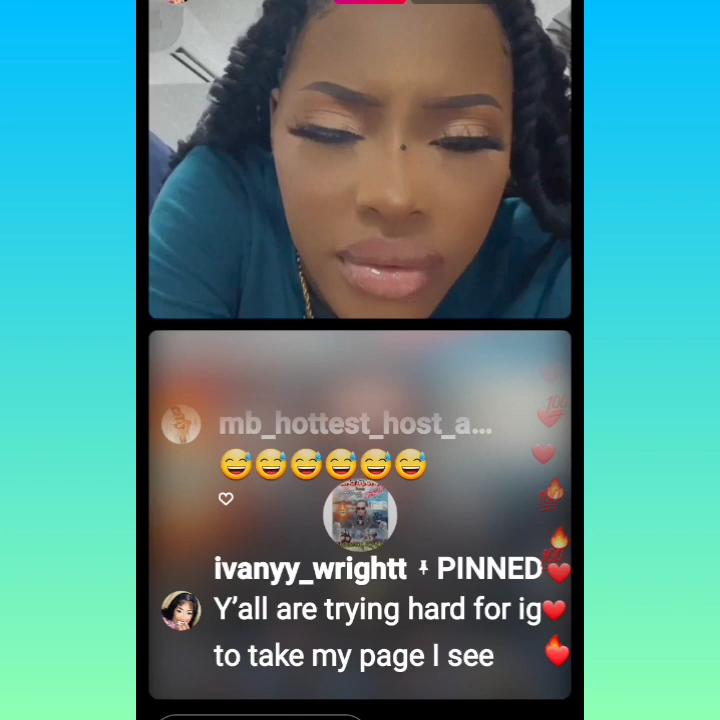 mb_hottest_host_a...
😅😅😅😅😅😅
ivanyy_wrightt PINNED
Y’all are trying hard for ig
to take my page I see